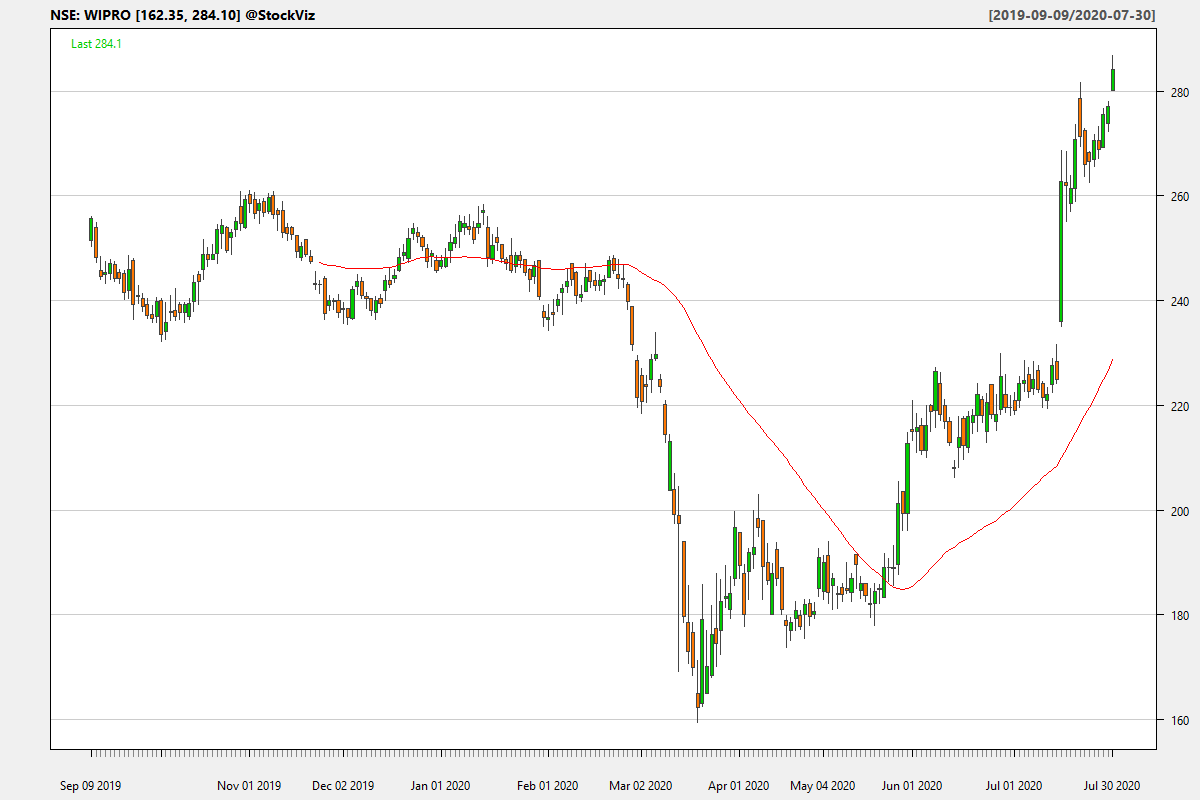 NSE: WIPRO [162.35, 284.10] @StockViz [2019-09-09/2020-07-30]
Last 284.1
280
260
240
220
200
180
160
Sep 09 2019 Nov 01 2019 Dec 02 2019 Jan 01 2020 Feb 01 2020 Mar 02 2020 Apr 01 2020 May 04 2020 Jun 01 2020 Jul 01 2020 Jul 30 2020